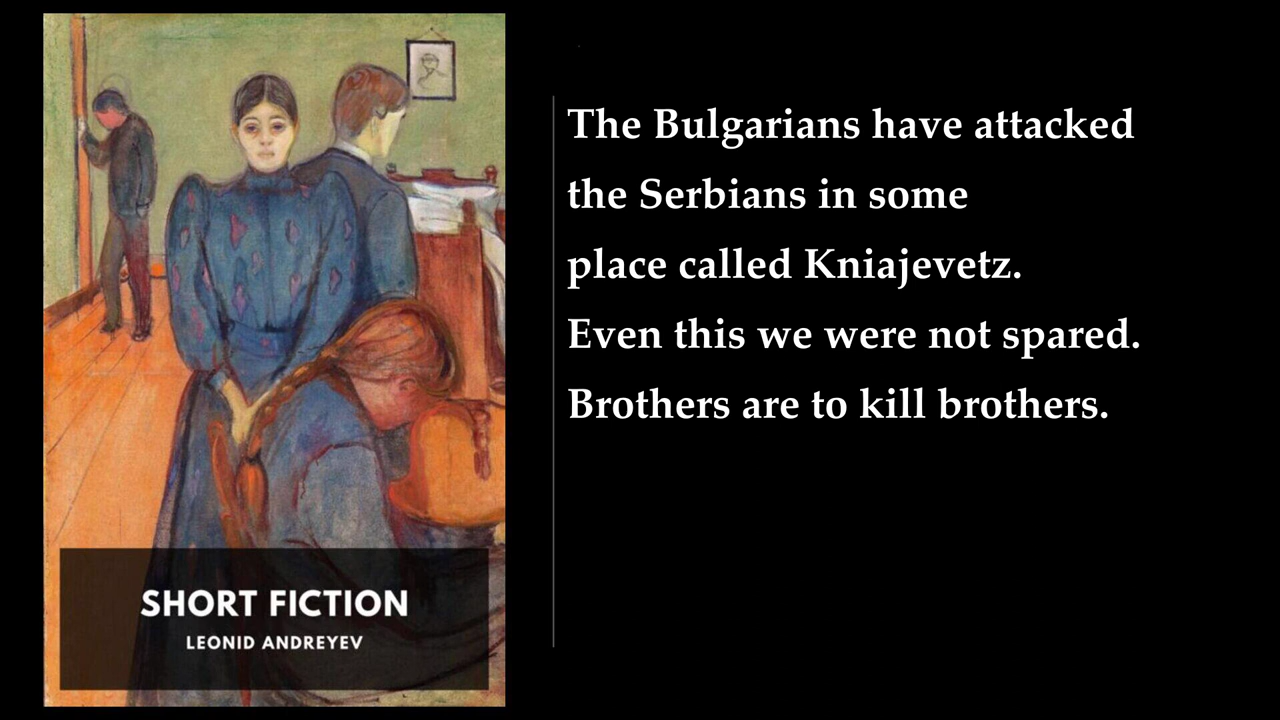 The Bulgarians have attacked
the Serbians in some
place called Kniajevetz.
Even this we were not spared.
Brothers are to kill brothers.
SHORT FICTION
LEONID ANDREYEV